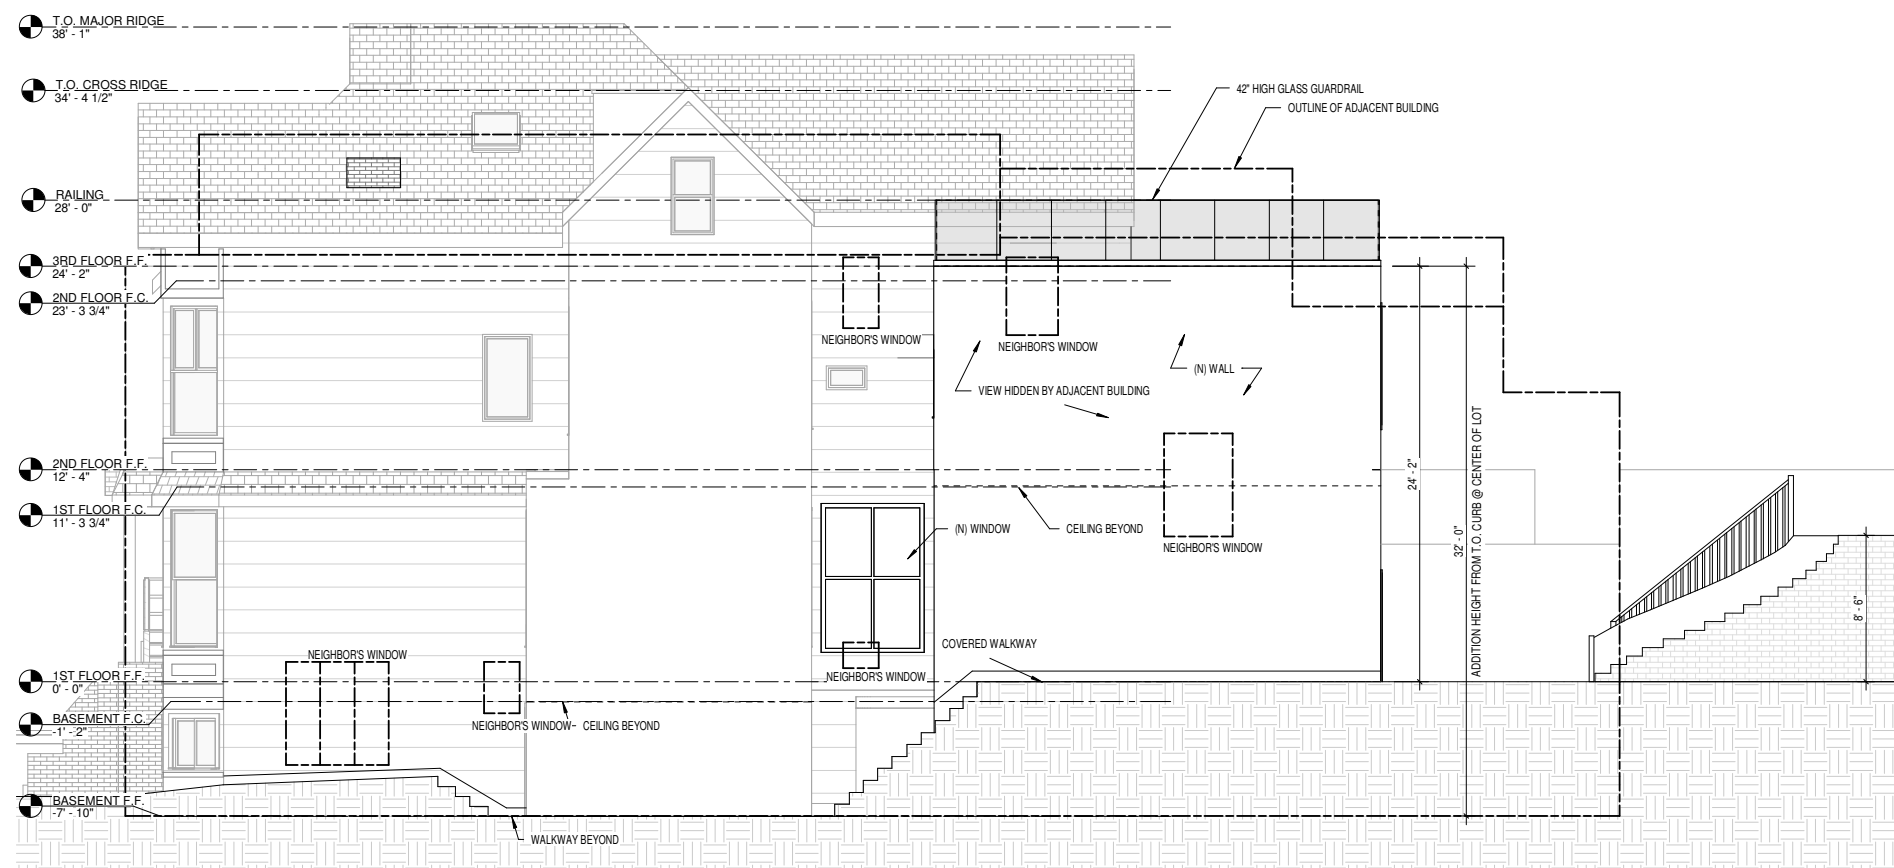 T.O. MAJOR RIDGE
38' - 1"
T.O. CROSS RIDGE
34' - 4 1/2"
42" HIGH GLASS GUARDRAIL
OUTLINE OF ADJACENT BUILDING
RAILING
28' - 0"
3RD FLOOR F.F.
24' - 2"
2ND FLOOR F.C.
23' - 3 3/4"
NEIGHBOR'S WINDOW
NEIGHBOR'S WINDOW
(N) WALL
VIEW HIDDEN BY ADJACENT BUILDING
2ND FLOOR F.F.
12' - 4"
1ST FLOOR F.C.
11' - 3 3/4"
(N) WINDOW
CEILING BEYOND
NEIGHBOR'S WINDOW
24' - 2"
32' - 0"
ADDITION HEIGHT FROM T.O. CURB @ CENTER OF LOT
8' - 6"
COVERED WALKWAY
NEIGHBOR'S WINDOW
1ST FLOOR F.F.
0' - 0"
NEIGHBOR'S WINDOW
BASEMENT F.C.
-1' - 2"
NEIGHBOR'S WINDOW
CEILING BEYOND
BASEMENT F.F.
-7' - 10"
WALKWAY BEYOND